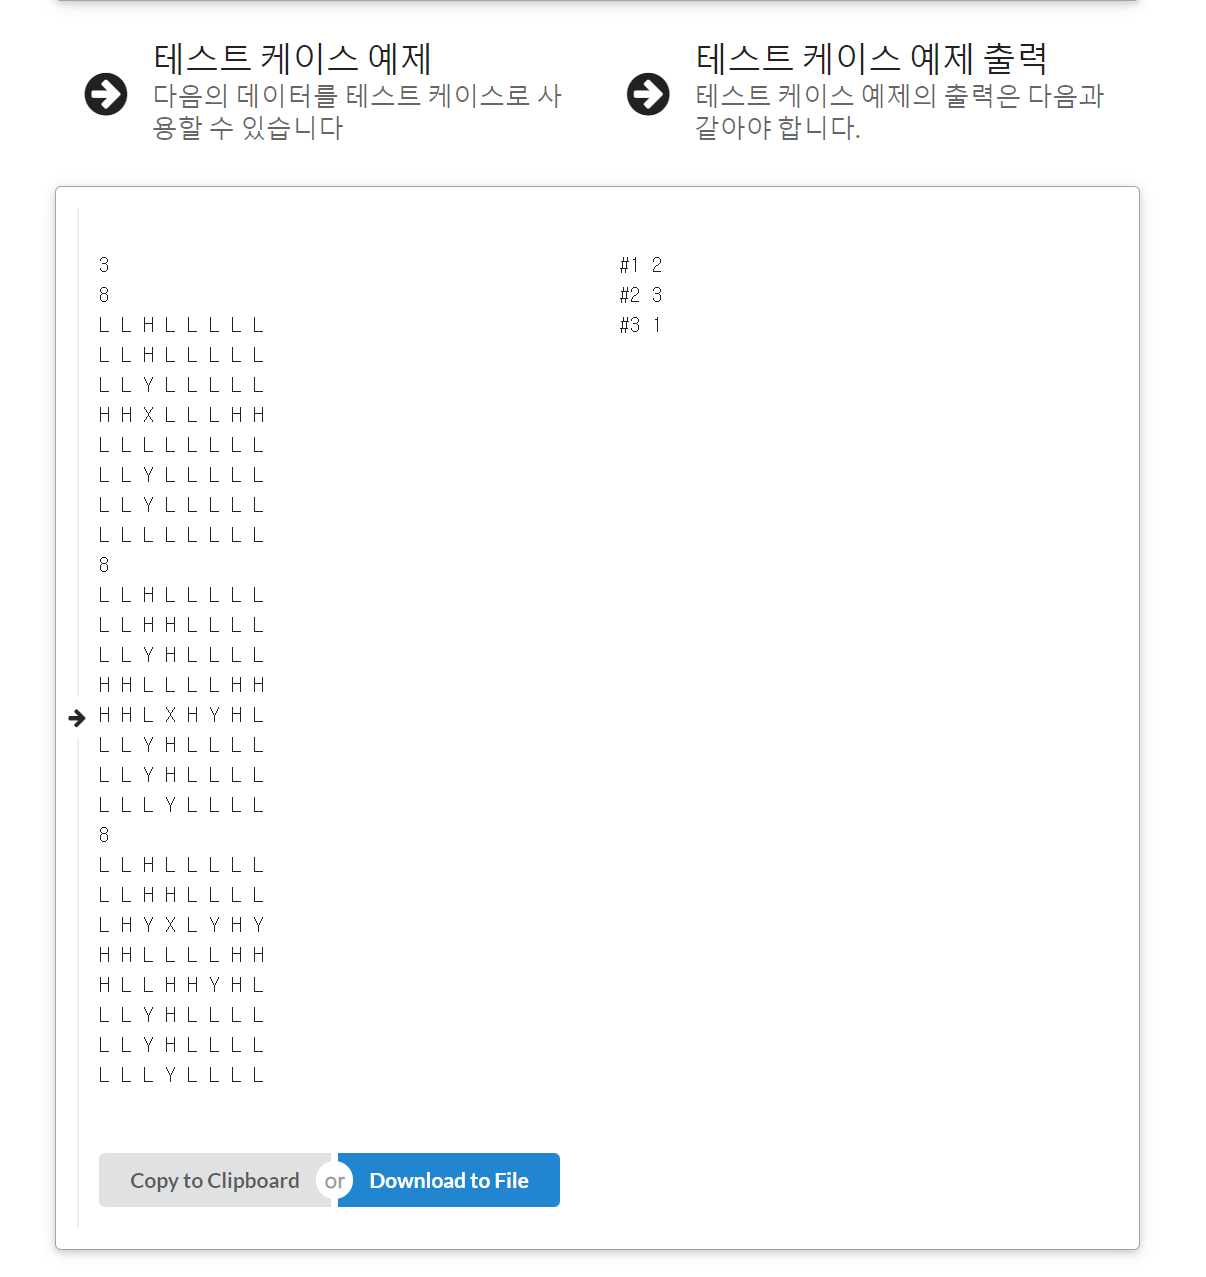 테스트 케이스 예제
다음의 데이터를 테스트 케이스로 사
용할 수 있습니다
테스트 케이스 예제 출력
테스트 케이스 예제의 출력은 다음과
같아야 합니다.
3
8
L L H L L L L L
L L H L L L L L
L L Y L L L L L
H H X L L L H H
L L L L L L L L
L L Y L L L L L
L L Y L L L L L
L L L L L L L L
8
L L H L L L L L
L L H H L L L L
L L Y H L L L L
H H L L L L H H
H H L X H Y H L
L L Y H L L L L
L L Y H L L L L
L L L Y L L L L
8
L L H L L L L L
L L H H L L L L
L H Y X L Y H Y
H H L L L L H H
H L L H H Y H L
L L Y H L L L L
L L Y H L L L L
L L L Y L L L L
#1 2
#2 3
#3 1
Copy to Clipboard or Download to File